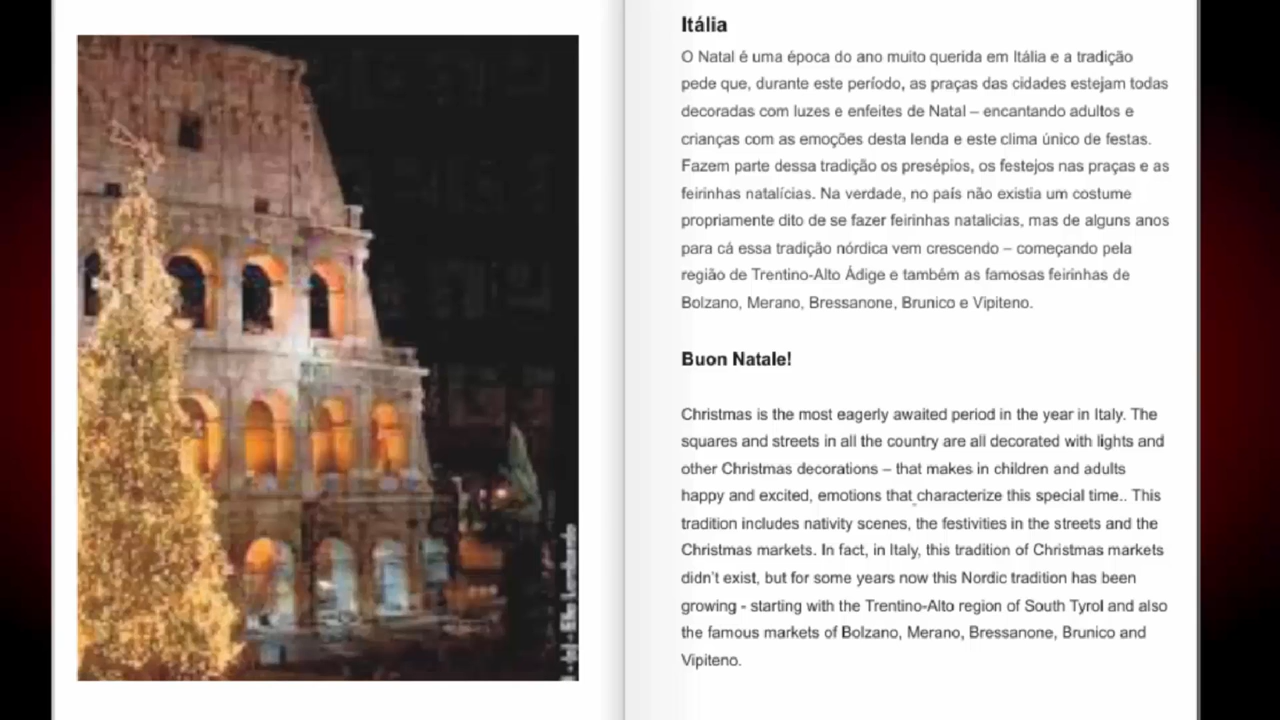 Itália
O Natal é uma época do ano muito querida em Itália e a tradição
pede que, durante este período, as praças das cidades estejam todas
decoradas com luzes e enfeites de Natal – encantando adultos e
crianças com as emoções desta lenda e este clima único de festas.
Fazem parte dessa tradição os presépios, os festejos nas praças e as
feirinhas natalícias. Na verdade, no país não existia um costume
propriamente dito de se fazer feirinhas natalicias, mas de alguns anos
para cá essa tradição nórdica vem crescendo – começando pela
região de Trentino-Alto Ádige e também as famosas feirinhas de
Bolzano, Merano, Bressanone, Brunico e Vipiteno.
Buon Natale!
Christmas is the most eagerly awaited period in the year in Italy. The
squares and streets in all the country are all decorated with lights and
other Christmas decorations – that makes in children and adults
happy and excited, emotions that characterize this special time.. This
tradition includes nativity scenes, the festivities in the streets and the
Christmas markets. In fact, in Italy, this tradition of Christmas markets
didn't exist, but for some years now this Nordic tradition has been
growing - starting with the Trentino-Alto region of South Tyrol and also
the famous markets of Bolzano, Merano, Bressanone, Brunico and
Vipiteno.